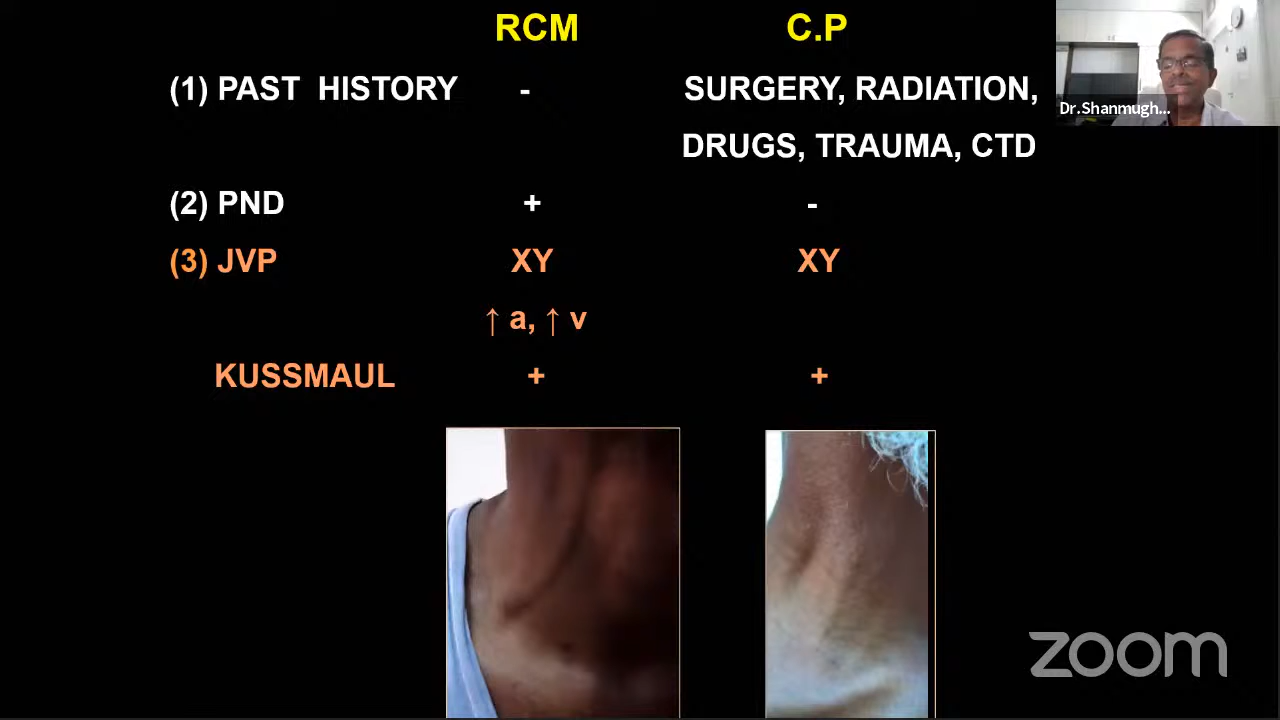 RCM C.P
(1) PAST HISTORY - SURGERY, RADIATION,
DRUGS, TRAUMA, CTD
(2) PND + -
(3) JVP XY XY
↑ a, ↑ v
KUSSMAUL + +
Dr.Shanmugh...
zoom